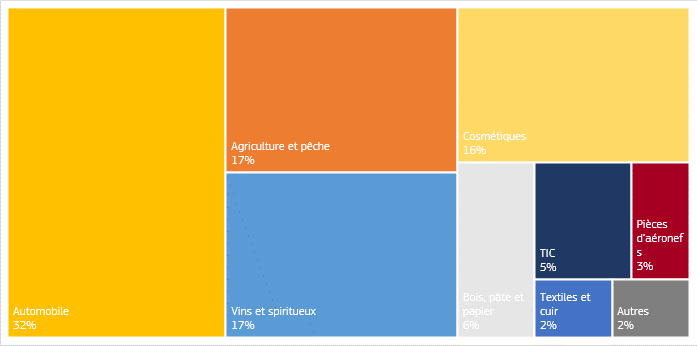 Automobile
32%
Agriculture et pêche
17%
Vins et spiritueux
17%
Cosmétiques
16%
Bois, pâte et
papier
6%
TIC
5%
Pièces
d'aéronef
s
3%
Textiles et
cuir
2%
Autres
2%